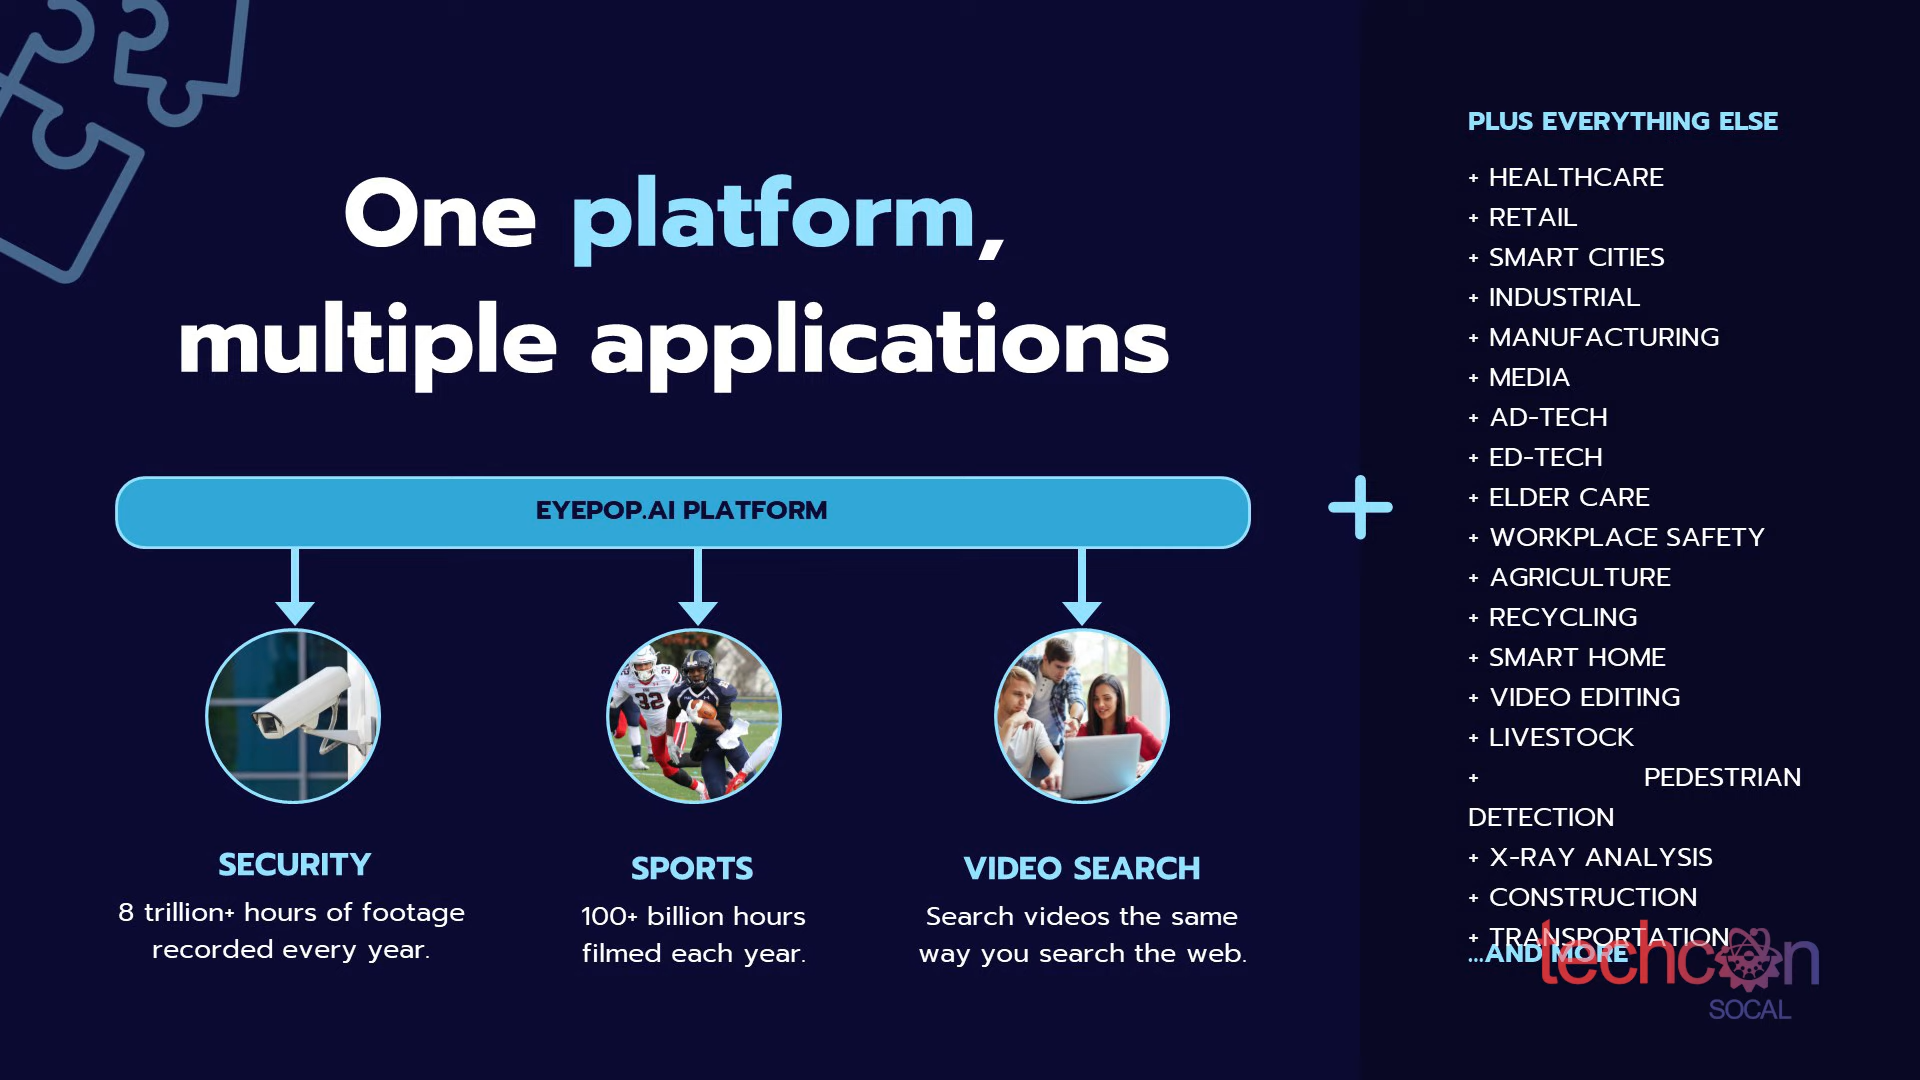 One platform,
multiple applications
EYEPOP.AI PLATFORM
32
SECURITY
8 trillion+ hours of footage
recorded every year.
SPORTS
100+ billion hours
filmed each year.
VIDEO SEARCH
Search videos the same
way you search the web.
PLUS EVERYTHING ELSE
+ HEALTHCARE
+ RETAIL
+ SMART CITIES
+ INDUSTRIAL
+ MANUFACTURING
+ MEDIA
+ AD-TECH
+ ED-TECH
+ ELDER CARE
+ WORKPLACE SAFETY
+ AGRICULTURE
+ RECYCLING
+ SMART HOME
+ VIDEO EDITING
+ LIVESTOCK
+ PEDESTRIAN
DETECTION
+ X-RAY ANALYSIS
+ CONSTRUCTION
+ TRANSPORTATION
...AND MORE
techcon
SOCAL